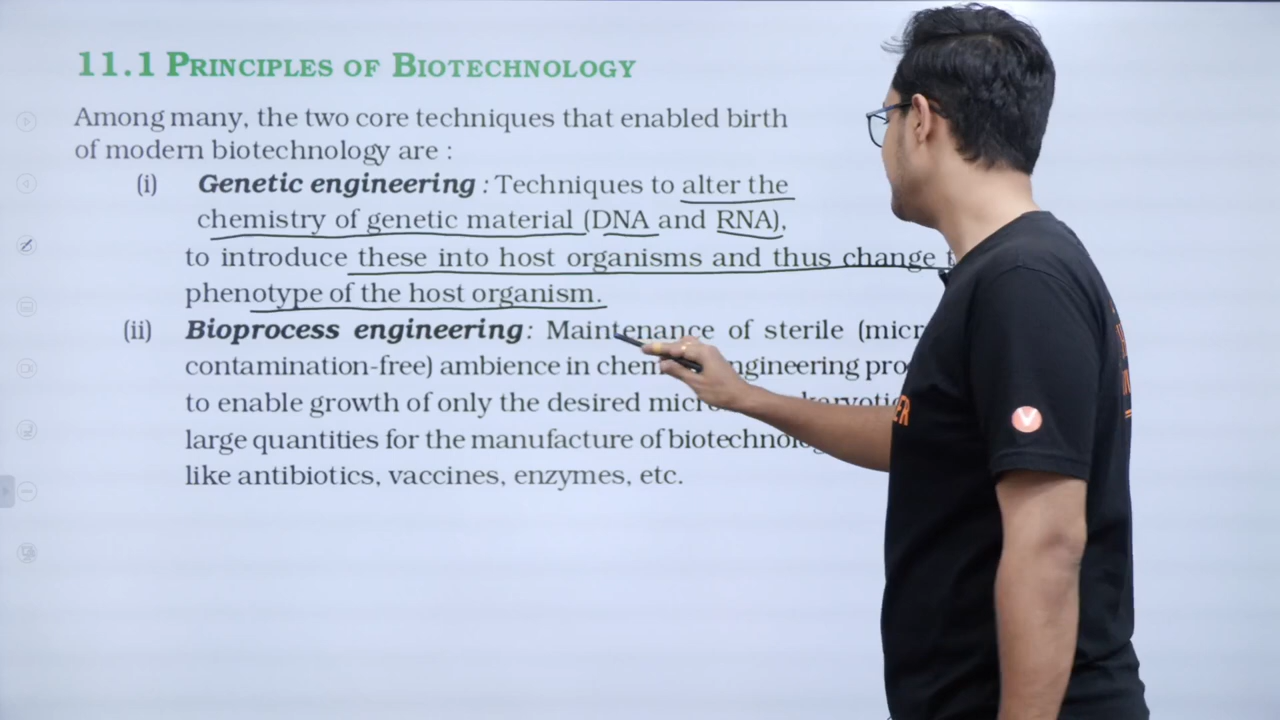 11.1 PRINCIPLES OF BIOTECHNOLOGY
Among many, the two core techniques that enabled birth
of modern biotechnology are :
(i) Genetic engineering : Techniques to alter the
chemistry of genetic material (DNA and RNA),
to introduce these into host organisms and thus change
phenotype of the host organism.
(ii) Bioprocess engineering: Maintenance of sterile
contamination-free) ambience in engineering
to enable growth of only the desired
large quantities for the manufacture of
like antibiotics, vaccines, enzymes, etc.
V